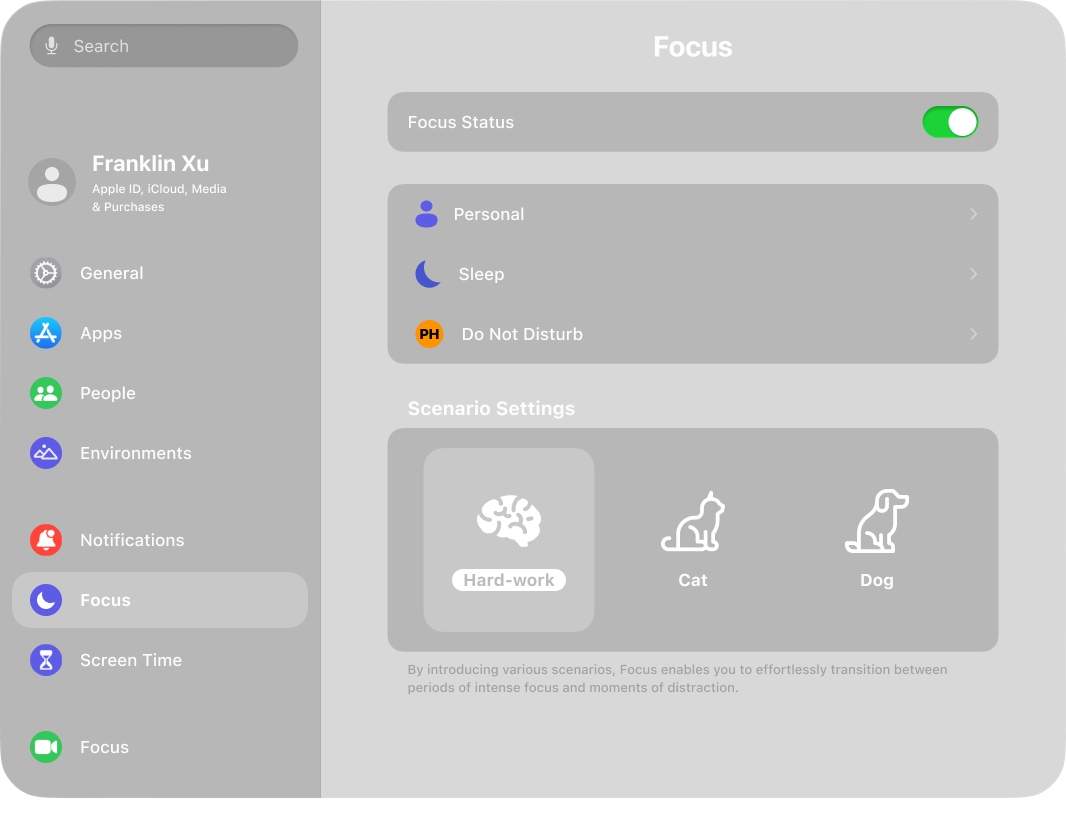 Search
Franklin Xu
Apple ID, iCloud, Media
& Purchases
General
Apps
People
Environments
Notifications
Focus
Screen Time
Focus
Focus
Focus Status
Personal
Sleep
PH Do Not Disturb
Scenario Settings
Hard-work
Cat
Dog
By introducing various scenarios, Focus enables you to effortlessly transition between
periods of intense focus and moments of distraction.